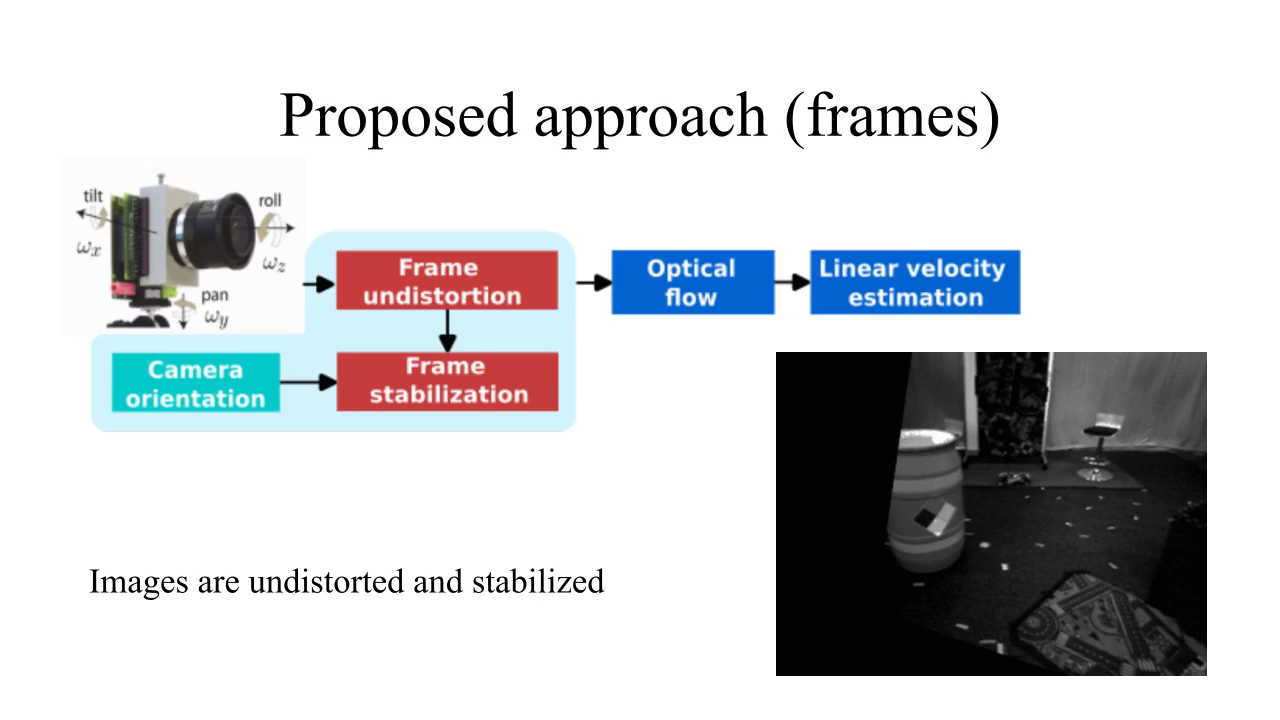 Proposed approach (frames)
tilt
roll
ωx
ωz
pan
ωy
Frame
undistortion
Optical
flow
Linear velocity
estimation
Camera
orientation
Frame
stabilization
Images are undistorted and stabilized